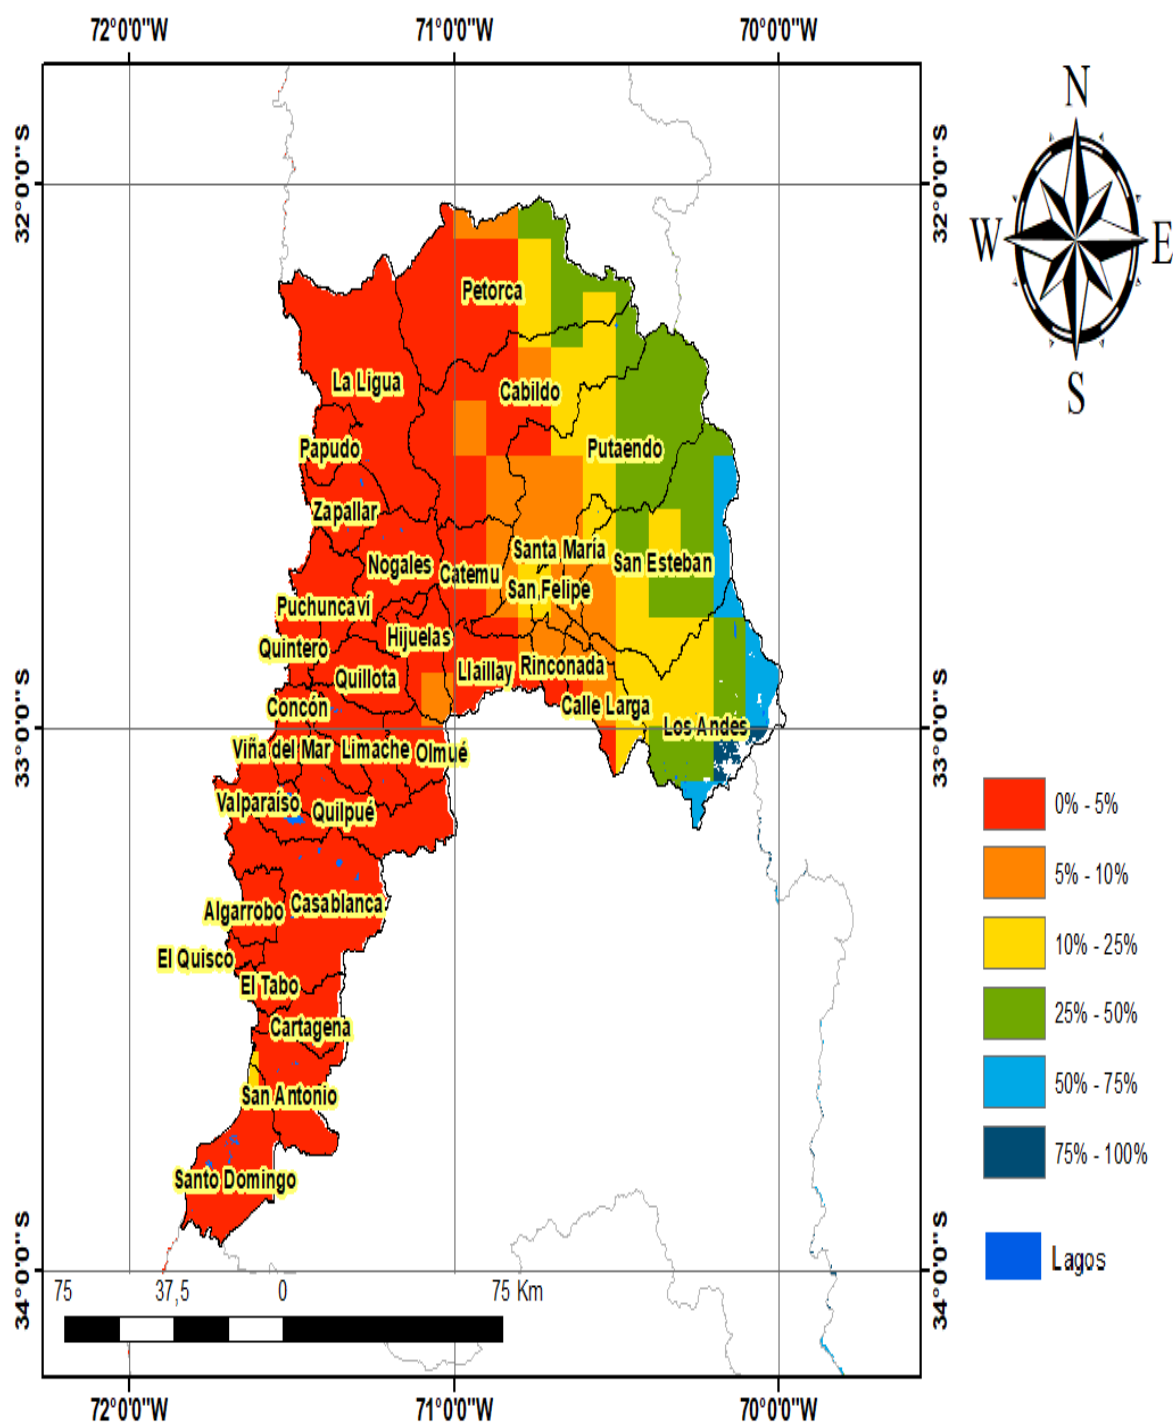 72°0'0"W
71°0'0"W
70°0'0"W
N
W
E
S
32°0'0"S
32°0'0"S
Petorca
La Ligua
Cabildo
Papudo
Putaendo
Zapallar
Santa María
Nogales
Catemu
San Esteban
San Felipe
Puchuncaví
Hijuelas
Quintero
Llaillay
Rinconada
Quillota
Concón
Calle Larga
Los Andes
33°0'0"S
33°0'0"S
Viña del Mar
Limache
Olmué
Valparaíso
Quilpué
0% - 5%
5% - 10%
10% - 25%
25% - 50%
50% - 75%
75% - 100%
Lagos
Casablanca
Algarrobo
El Quisco
El Tabo
Cartagena
San Antonio
Santo Domingo
34°0'0"S
34°0'0"S
75
37,5
0
75 Km
72°0'0"W
71°0'0"W
70°0'0"W